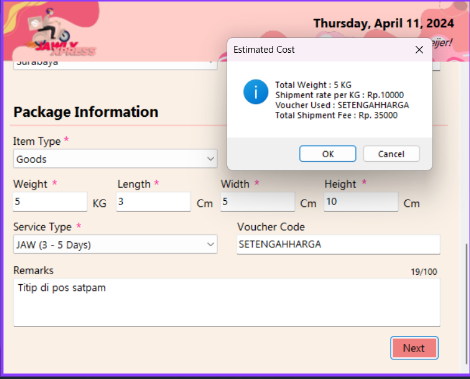 Thursday, April 11, 2024
JAWLY
XPRESS
Surabaya
Estimated Cost
Total Weight : 5 KG
Shipment rate per KG : Rp.10000
Voucher Used : SETENGAHHARGA
Total Shipment Fee : Rp. 35000
OK
Cancel
Package Information
Item Type *
Goods
Weight * Length * Width * Height *
5 KG 3 Cm 5 Cm 10 Cm
Service Type * Voucher Code
JAW (3 - 5 Days) SETENGAHHARGA
Remarks 19/100
Titip di pos satpam
Next